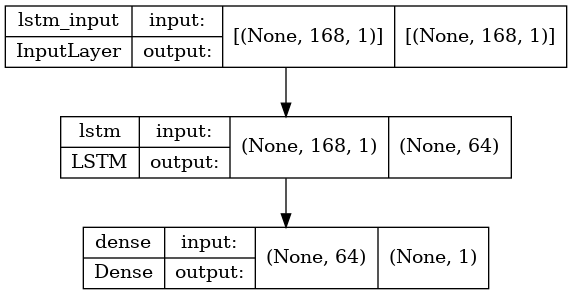 lstm_input
input:
InputLayer
output:
[(None, 168, 1)]
[(None, 168, 1)]
lstm
input:
LSTM
output:
(None, 168, 1)
(None, 64)
dense
input:
Dense
output:
(None, 64)
(None, 1)